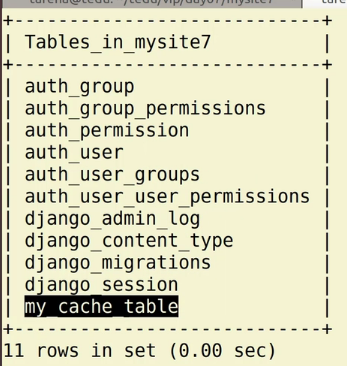 +----------------------------+
| Tables_in_mysite7          |
+----------------------------+
| auth_group                 |
| auth_group_permissions     |
| auth_permission            |
| auth_user                  |
| auth_user_groups           |
| auth_user_user_permissions |
| django_admin_log           |
| django_content_type        |
| django_migrations          |
| django_session             |
| my_cache_table             |
+----------------------------+
11 rows in set (0.00 sec)